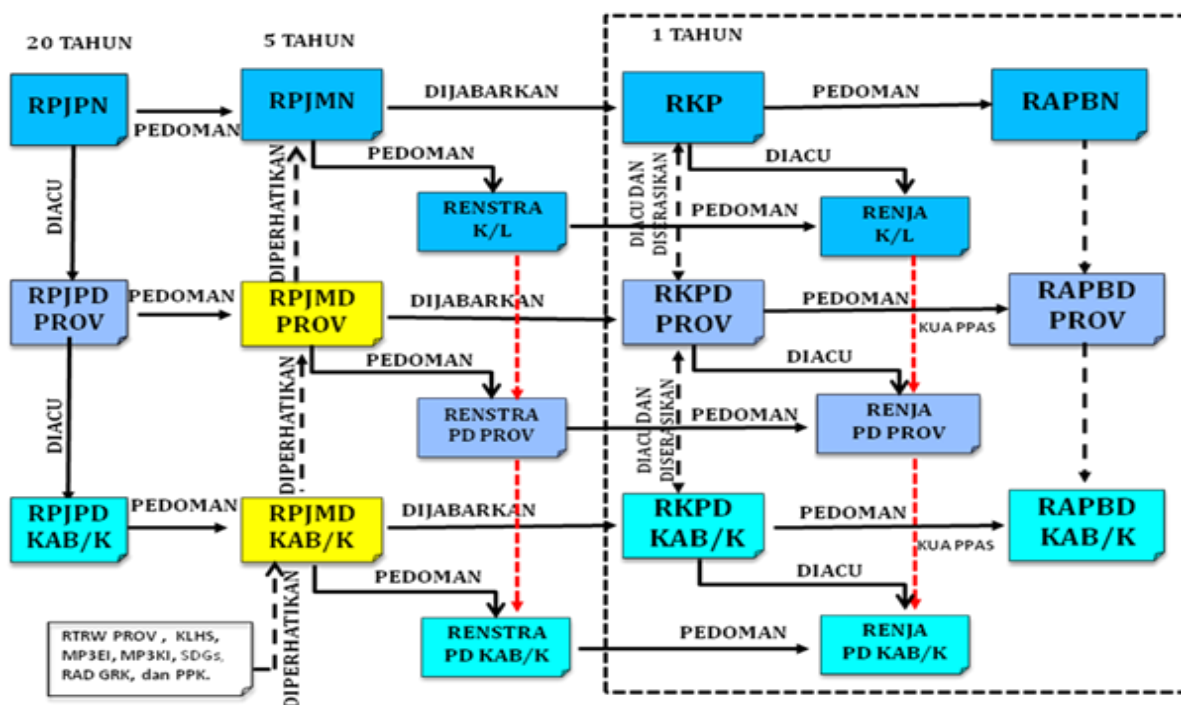 20 TAHUN
5 TAHUN
1 TAHUN
RPJPN
PEDOMAN
RPJMN
DIJABARKAN
RKP
PEDOMAN
RAPBN
DIACU
DIPERHATIKAN
PEDOMAN
RENSTRA
K/L
PEDOMAN
DIACU DAN
DISERASIKAN
DIACU
RENJA
K/L
RPJPD
PROV
PEDOMAN
RPJMD
PROV
DIJABARKAN
RKPD
PROV
PEDOMAN
KUA PPAS
RAPBD
PROV
DIACU
DIPERHATIKAN
PEDOMAN
RENSTRA
PD PROV
PEDOMAN
DIACU DAN
DISERASIKAN
DIACU
RENJA
PD PROV
RPJPD
KAB/K
PEDOMAN
RPJMD
KAB/K
DIJABARKAN
RKPD
KAB/K
PEDOMAN
KUA PPAS
RAPBD
KAB/K
PEDOMAN
RENSTRA
PD KAB/K
PEDOMAN
DIACU
RENJA
PD KAB/K
RTRW PROV , KLHS,
MP3EI, MP3KI, SDGs,
RAD GRK, dan PPK.
DIPERHATIKAN